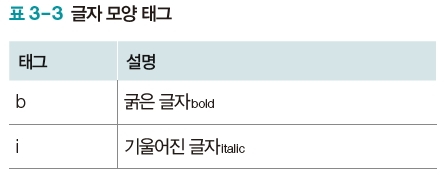 표 3-3 글자 모양 태그
태그 설명
b 굵은 글자bold
i 기울어진 글자italic